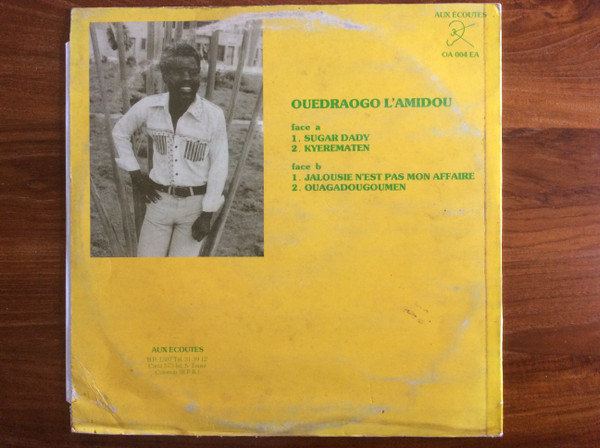 AUX ECOUTES
OA 004 EA
OUEDRAOGO L'AMIDOU
face a
1. SUGAR DADY
2. KYEREMATEN
face b
1. JALOUSIE N'EST PAS MON AFFAIRE
2. OUAGADOUGOUMEN
AUX ECOUTES
Cotonou